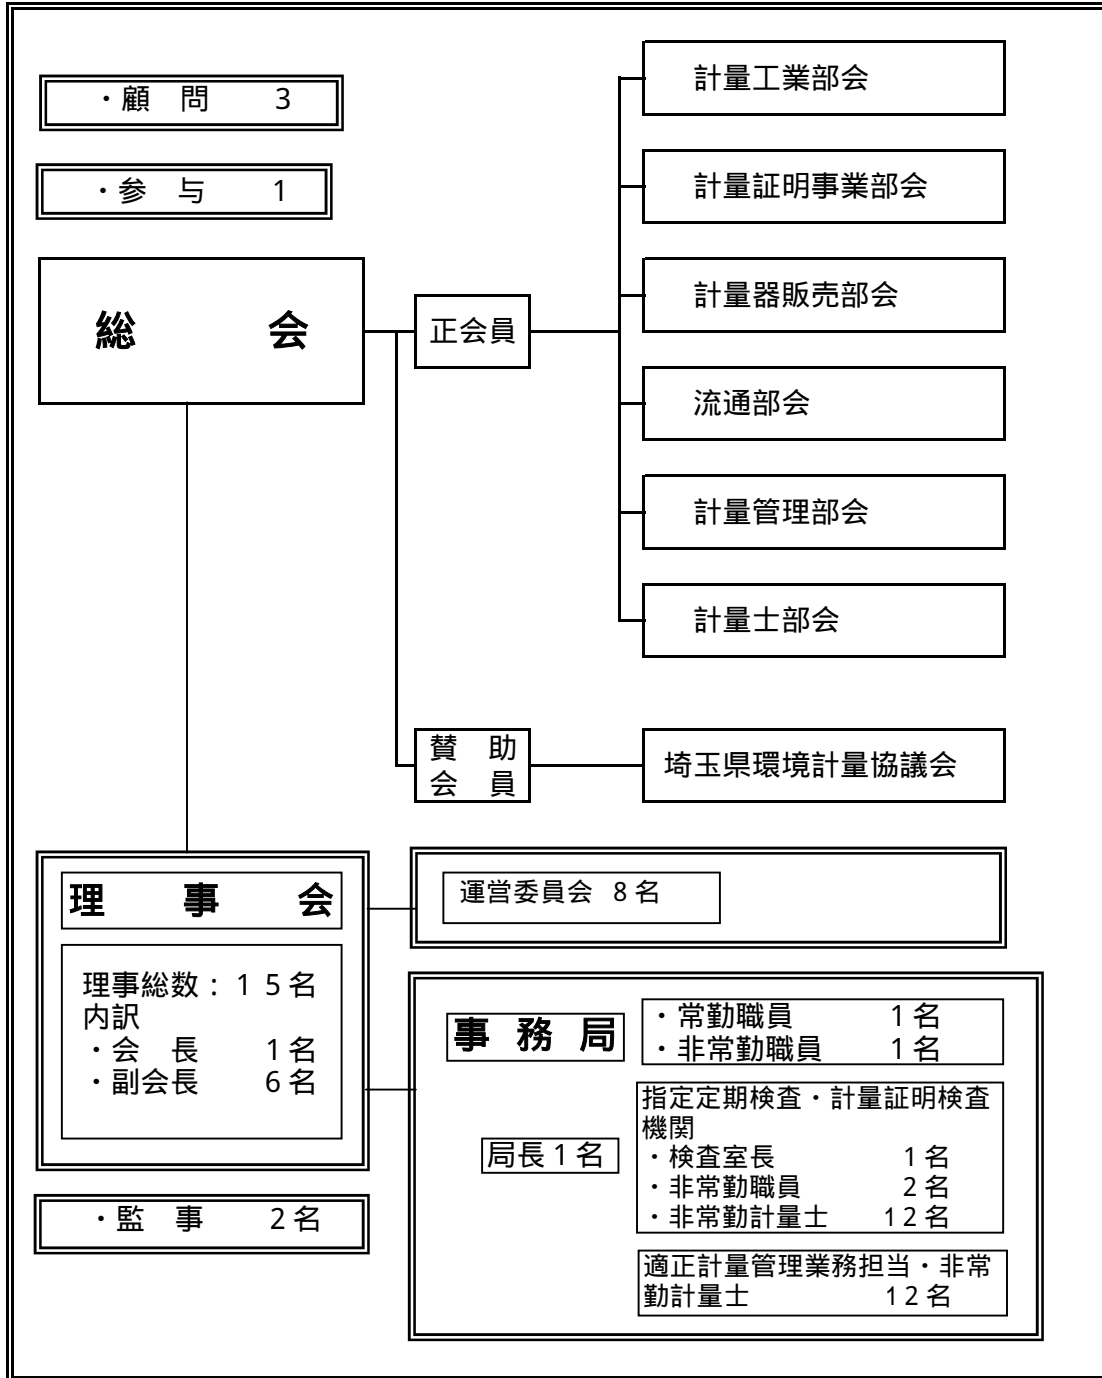 ・顧　問　　3
・参　与　　1
総　　会
正会員
計量工業部会
計量証明事業部会
計量器販売部会
流通部会
計量管理部会
計量士部会
賛　助
会　員
埼玉県環境計量協議会
理　事　会
理事総数：15名
内訳
・会　長　　1名
・副会長　　6名
・監　事　　2名
運営委員会 8名
事 務 局
局長1名
・常勤職員　　　1名
・非常勤職員　　1名
指定定期検査・計量証明検査
機関
・検査室長　　　1名
・非常勤職員　　2名
・非常勤計量士　12名
適正計量管理業務担当・非常
勤計量士　　　12名